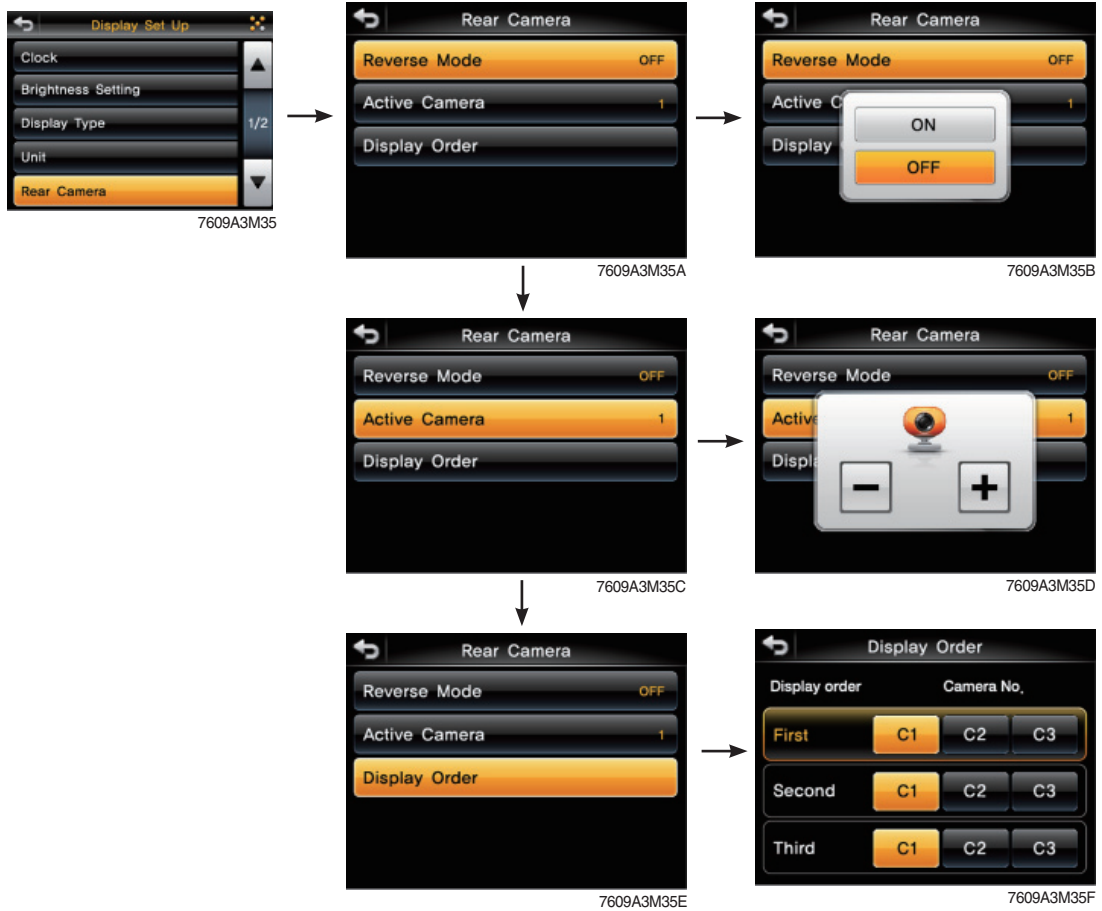 Display Set Up
Clock
Brightness Setting
Display Type
1/2
Unit
Rear Camera
7609A3M35
Rear Camera
Reverse Mode OFF
Active Camera 1
Display Order
7609A3M35A
Rear Camera
Reverse Mode OFF
Active C 1
ON
Display
OFF
7609A3M35B
Rear Camera
Reverse Mode OFF
Active Camera 1
Display Order
7609A3M35C
Rear Camera
Reverse Mode OFF
Active 1
Displa
− +
7609A3M35D
Rear Camera
Reverse Mode OFF
Active Camera 1
Display Order
7609A3M35E
Display Order
Display order Camera No.
First C1 C2 C3
Second C1 C2 C3
Third C1 C2 C3
7609A3M35F